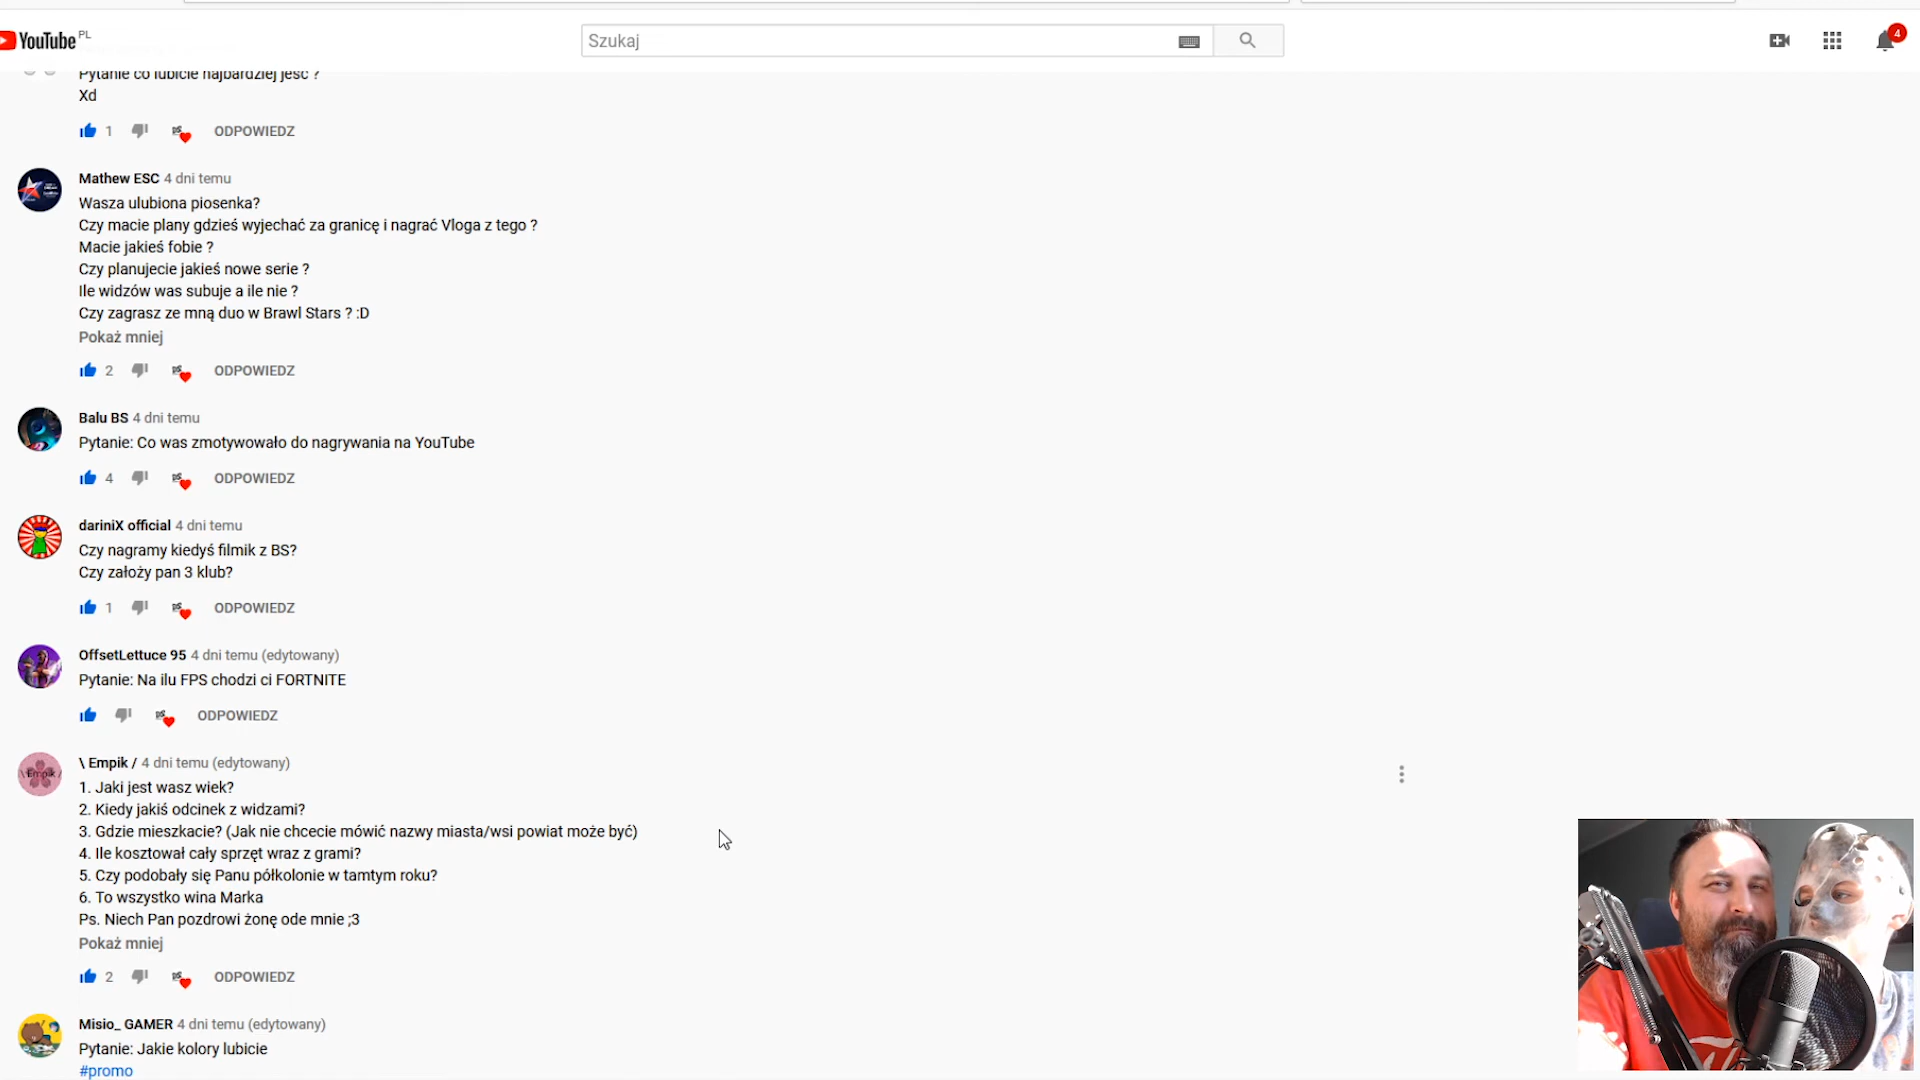 YouTube PL
Szukaj
4
Pytanie co lubicie najbardziej jeść ?
Xd
1 ODPOWIEDZ
Mathew ESC 4 dni temu
Wasza ulubiona piosenka?
Czy macie plany gdzieś wyjechać za granicę i nagrać Vloga z tego ?
Macie jakieś fobie ?
Czy planujecie jakieś nowe serie ?
Ile widzów was subuje a ile nie ?
Czy zagrasz ze mną duo w Brawl Stars ? :D
Pokaż mniej
2 ODPOWIEDZ
Balu BS 4 dni temu
Pytanie: Co was zmotywowało do nagrywania na YouTube
4 ODPOWIEDZ
dariniX official 4 dni temu
Czy nagramy kiedyś filmik z BS?
Czy założy pan 3 klub?
1 ODPOWIEDZ
OffsetLettuce 95 4 dni temu (edytowany)
Pytanie: Na ilu FPS chodzi ci FORTNITE
ODPOWIEDZ
\ Empik / 4 dni temu (edytowany)
\ Empik /
1. Jaki jest wasz wiek?
2. Kiedy jakiś odcinek z widzami?
3. Gdzie mieszkacie? (Jak nie chcecie mówić nazwy miasta/wsi powiat może być)
4. Ile kosztował cały sprzęt wraz z grami?
5. Czy podobały się Panu półkolonie w tamtym roku?
6. To wszystko wina Marka
Ps. Niech Pan pozdrowi żonę ode mnie ;3
Pokaż mniej
2 ODPOWIEDZ
Misio_ GAMER 4 dni temu (edytowany)
Pytanie: Jakie kolory lubicie
#promo